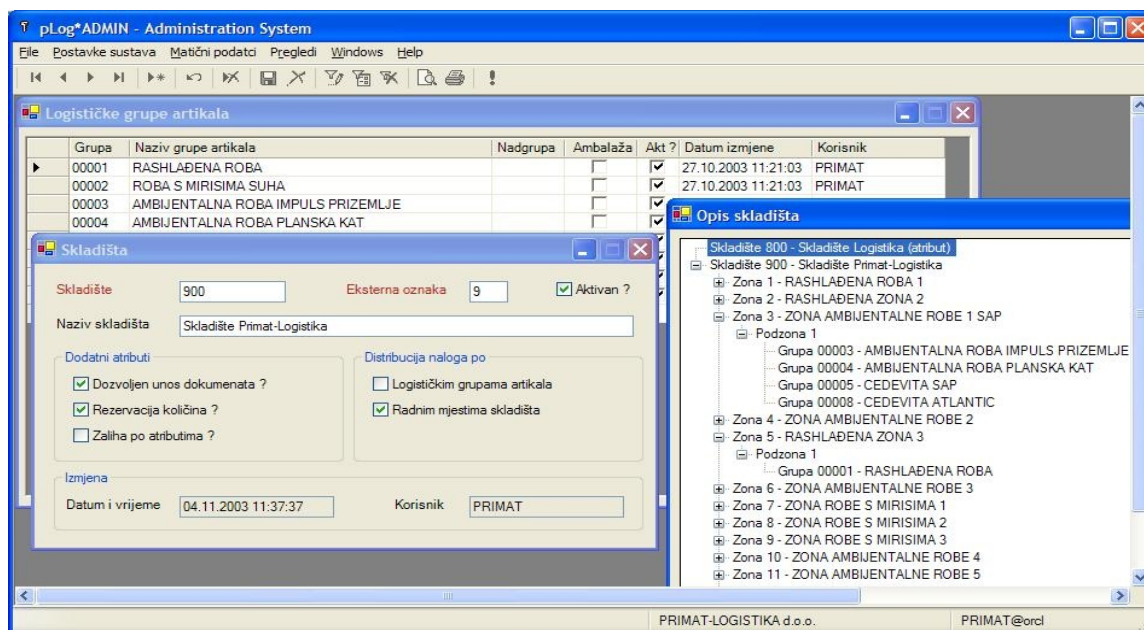 pLog*ADMIN - Administration System
File Postavke sustava Matični podatci Pregledi Windows Help
Logističke grupe artikala
Grupa Naziv grupe artikala Nadgrupa Ambalaža Akt ? Datum izmjene Korisnik
00001 RASHLAĐENA ROBA 27.10.2003 11:21:03 PRIMAT
00002 ROBA S MIRISIMA SUHA 27.10.2003 11:21:03 PRIMAT
00003 AMBIJENTALNA ROBA IMPULS PRIZEMLJE
00004 AMBIJENTALNA ROBA PLANSKA KAT
Skladišta
Skladište 900 Eksterna oznaka 9 Aktivan ?
Naziv skladišta Skladište Primat-Logistika
Dodatni atributi
Dozvoljen unos dokumenata ?
Rezervacija količina ?
Zaliha po atributima ?
Distribucija naloga po
Logističkim grupama artikala
Radnim mjestima skladišta
Izmjena
Datum i vrijeme 04.11.2003 11:37:37 Korisnik PRIMAT
Opis skladišta
Skladište 800 - Skladište Logistika (atribut)
Skladište 900 - Skladište Primat-Logistika
Zona 1 - RASHLAĐENA ROBA 1
Zona 2 - RASHLAĐENA ZONA 2
Zona 3 - ZONA AMBIJENTALNE ROBE 1 SAP
Podzona 1
Grupa 00003 - AMBIJENTALNA ROBA IMPULS PRIZEMLJE
Grupa 00004 - AMBIJENTALNA ROBA PLANSKA KAT
Grupa 00005 - CEDEVITA SAP
Grupa 00008 - CEDEVITA ATLANTIC
Zona 4 - ZONA AMBIJENTALNE ROBE 2
Zona 5 - RASHLAĐENA ZONA 3
Podzona 1
Grupa 00001 - RASHLAĐENA ROBA
Zona 6 - ZONA AMBIJENTALNE ROBE 3
Zona 7 - ZONA ROBE S MIRISIMA 1
Zona 8 - ZONA ROBE S MIRISIMA 2
Zona 9 - ZONA ROBE S MIRISIMA 3
Zona 10 - ZONA AMBIJENTALNE ROBE 4
Zona 11 - ZONA AMBIJENTALNE ROBE 5
PRIMAT-LOGISTIKA d.o.o. PRIMAT@orcl